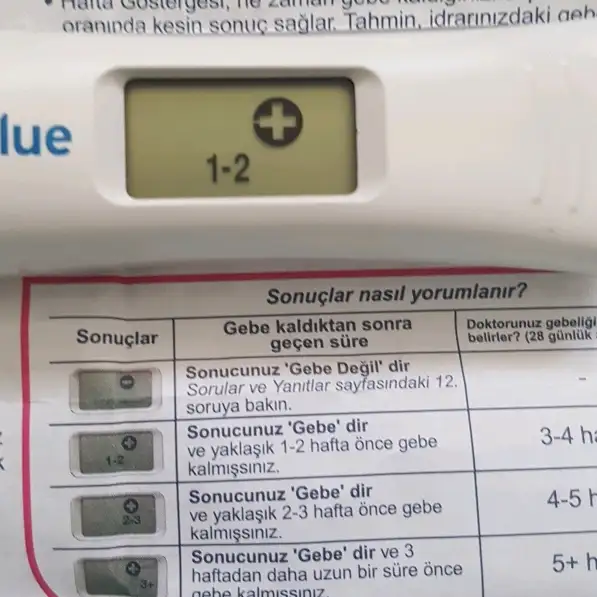 oranında kesin sonuç sağlar. Tahmin, idrarınızdaki
lue
1-2
Sonuçlar nasıl yorumlanır?
Sonuçlar
Gebe kaldıktan sonra
geçen süre
Doktorunuz gebeliği
belirler? (28 günlük
Sonucunuz 'Gebe Değil' dir
Sorular ve Yanıtlar sayfasındaki 12.
soruya bakın.
-
1-2
Sonucunuz 'Gebe' dir
ve yaklaşık 1-2 hafta önce gebe
kalmışsınız.
3-4 ha
2-3
Sonucunuz 'Gebe' dir
ve yaklaşık 2-3 hafta önce gebe
kalmışsınız.
4-5 h
3+
Sonucunuz 'Gebe' dir ve 3
haftadan daha uzun bir süre önce
gebe kalmışsınız.
5+ h